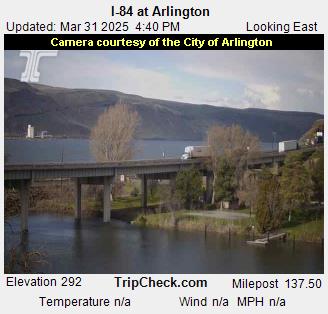 I-84 at Arlington
Updated: Mar 31 2025 4:40 PM Looking East
Camera courtesy of the City of Arlington
Elevation 292 TripCheck.com Milepost 137.50
Temperature n/a Wind n/a MPH n/a